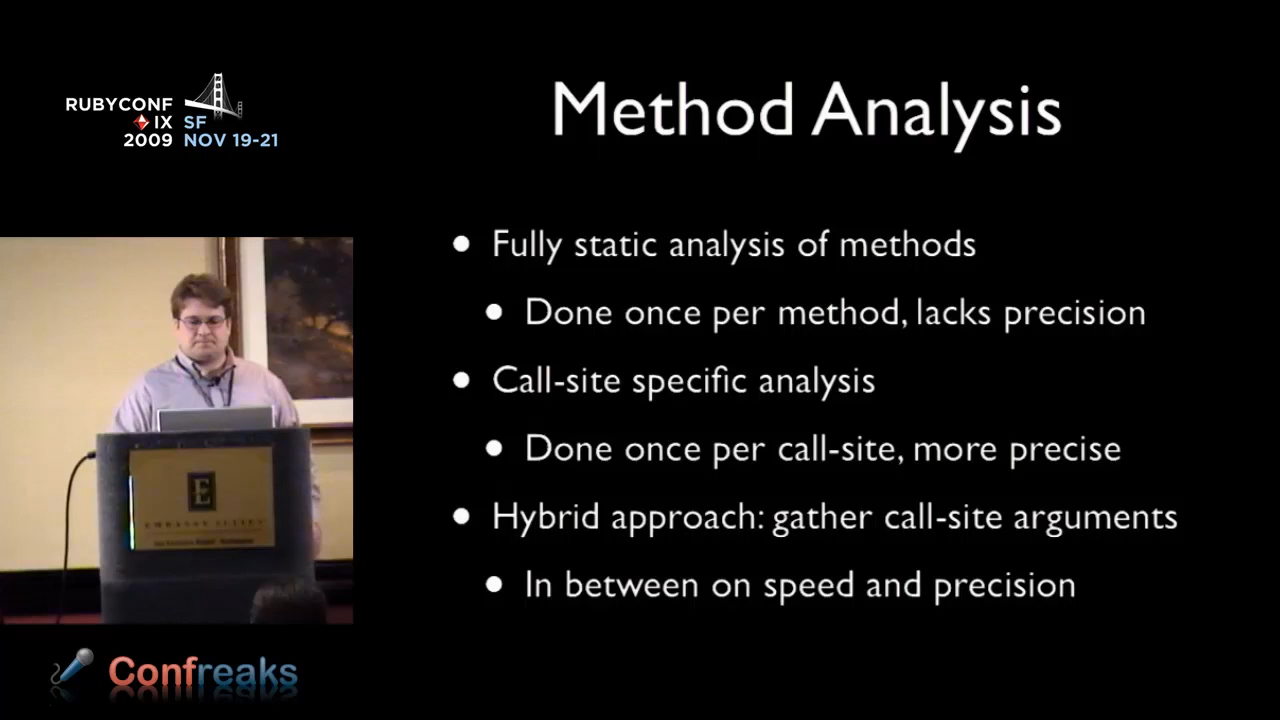 RUBYCONF
IX SF
2009 NOV 19-21
Method Analysis
• Fully static analysis of methods
• Done once per method, lacks precision
• Call-site specific analysis
• Done once per call-site, more precise
• Hybrid approach: gather call-site arguments
• In between on speed and precision
E
EMBASSY SUITES
Confreaks